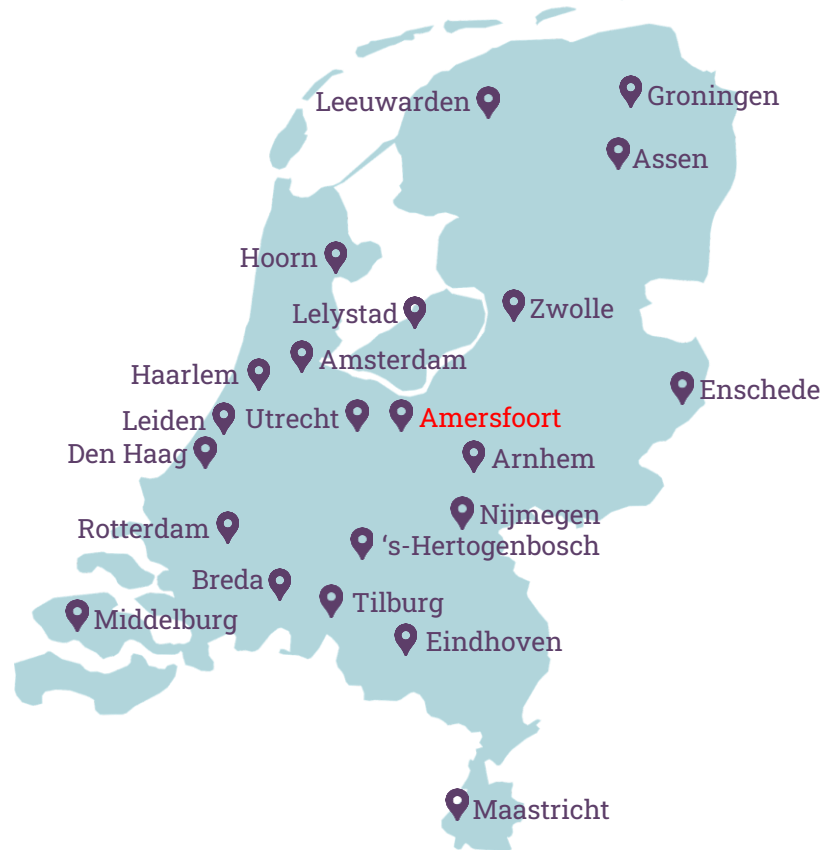 Leeuwarden
Groningen
Assen
Hoorn
Lelystad
Zwolle
Amsterdam
Haarlem
Enschede
Leiden
Utrecht
Amersfoort
Den Haag
Arnhem
Nijmegen
Rotterdam
‘s-Hertogenbosch
Breda
Tilburg
Middelburg
Eindhoven
Maastricht